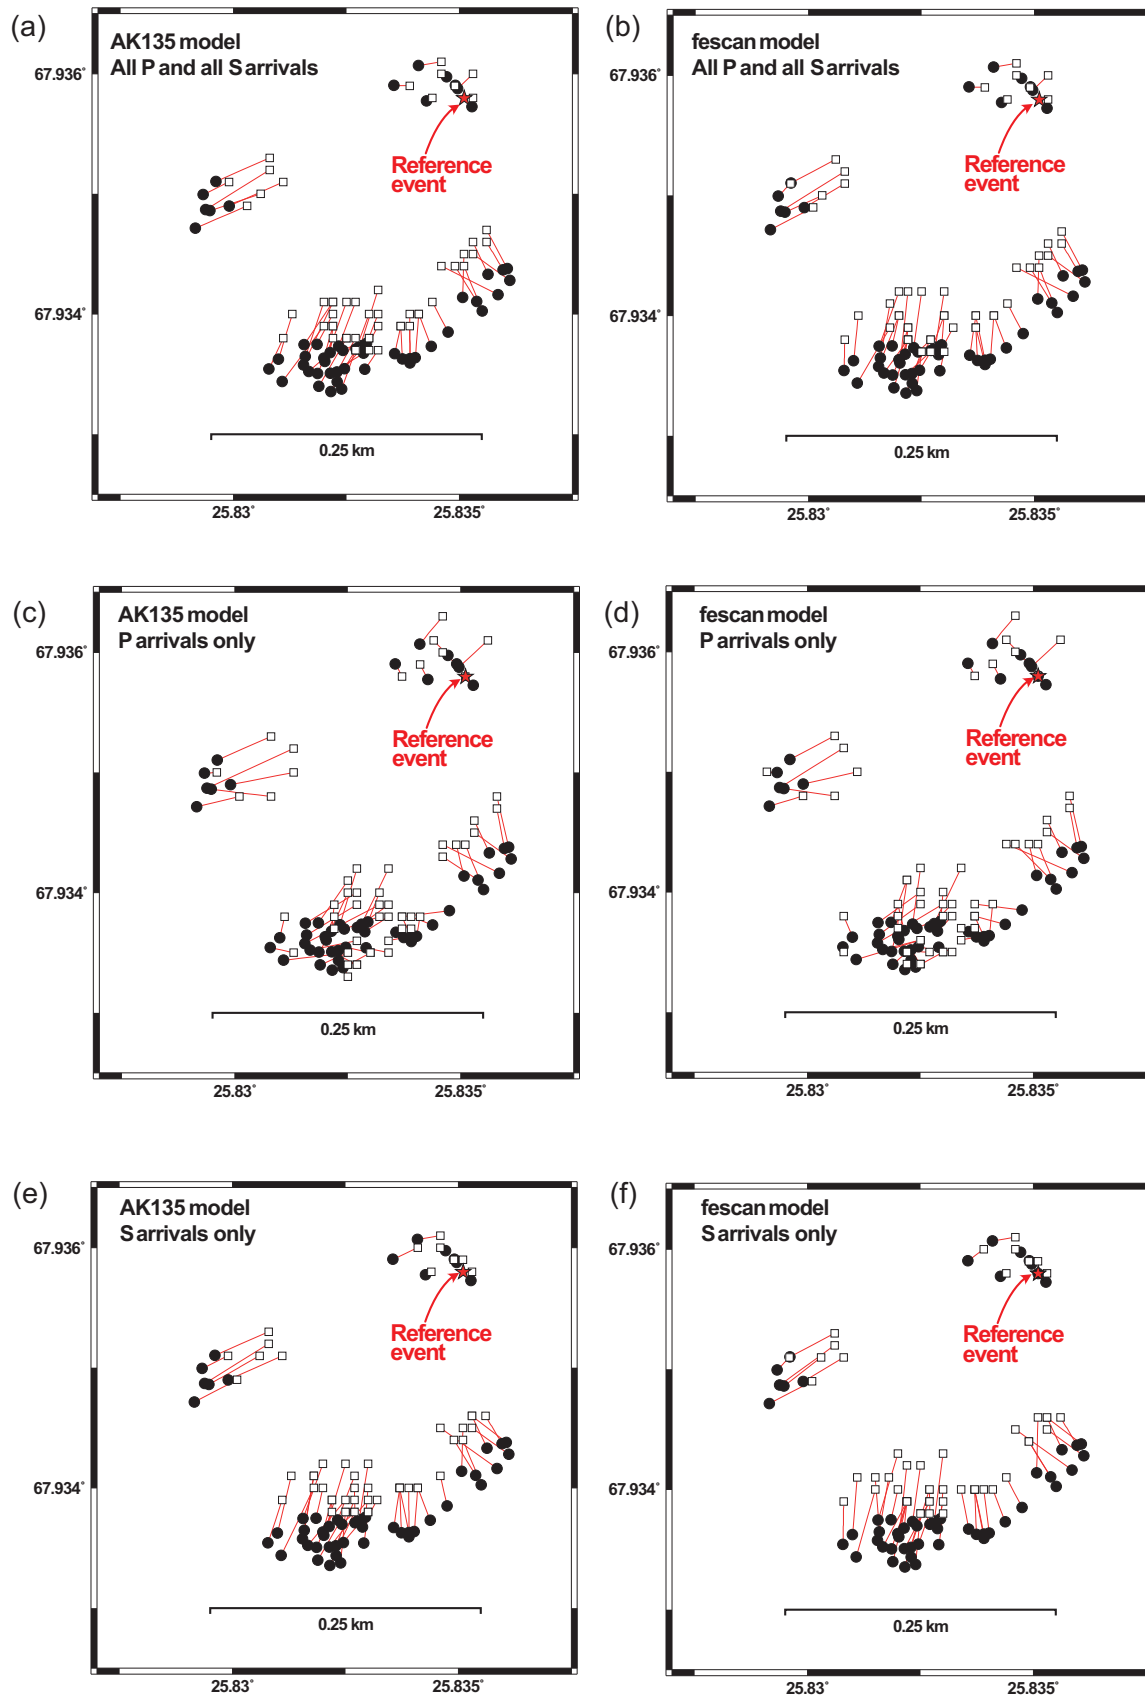 (a)
AK135 model
All P and all S arrivals
67.936°
67.934°
Reference
event
0.25 km
25.83°
25.835°
(b)
fescan model
All P and all S arrivals
67.936°
67.934°
Reference
event
0.25 km
25.83°
25.835°
(c)
AK135 model
P arrivals only
67.936°
67.934°
Reference
event
0.25 km
25.83°
25.835°
(d)
fescan model
P arrivals only
67.936°
67.934°
Reference
event
0.25 km
25.83°
25.835°
(e)
AK135 model
S arrivals only
67.936°
67.934°
Reference
event
0.25 km
25.83°
25.835°
(f)
fescan model
S arrivals only
67.936°
67.934°
Reference
event
0.25 km
25.83°
25.835°